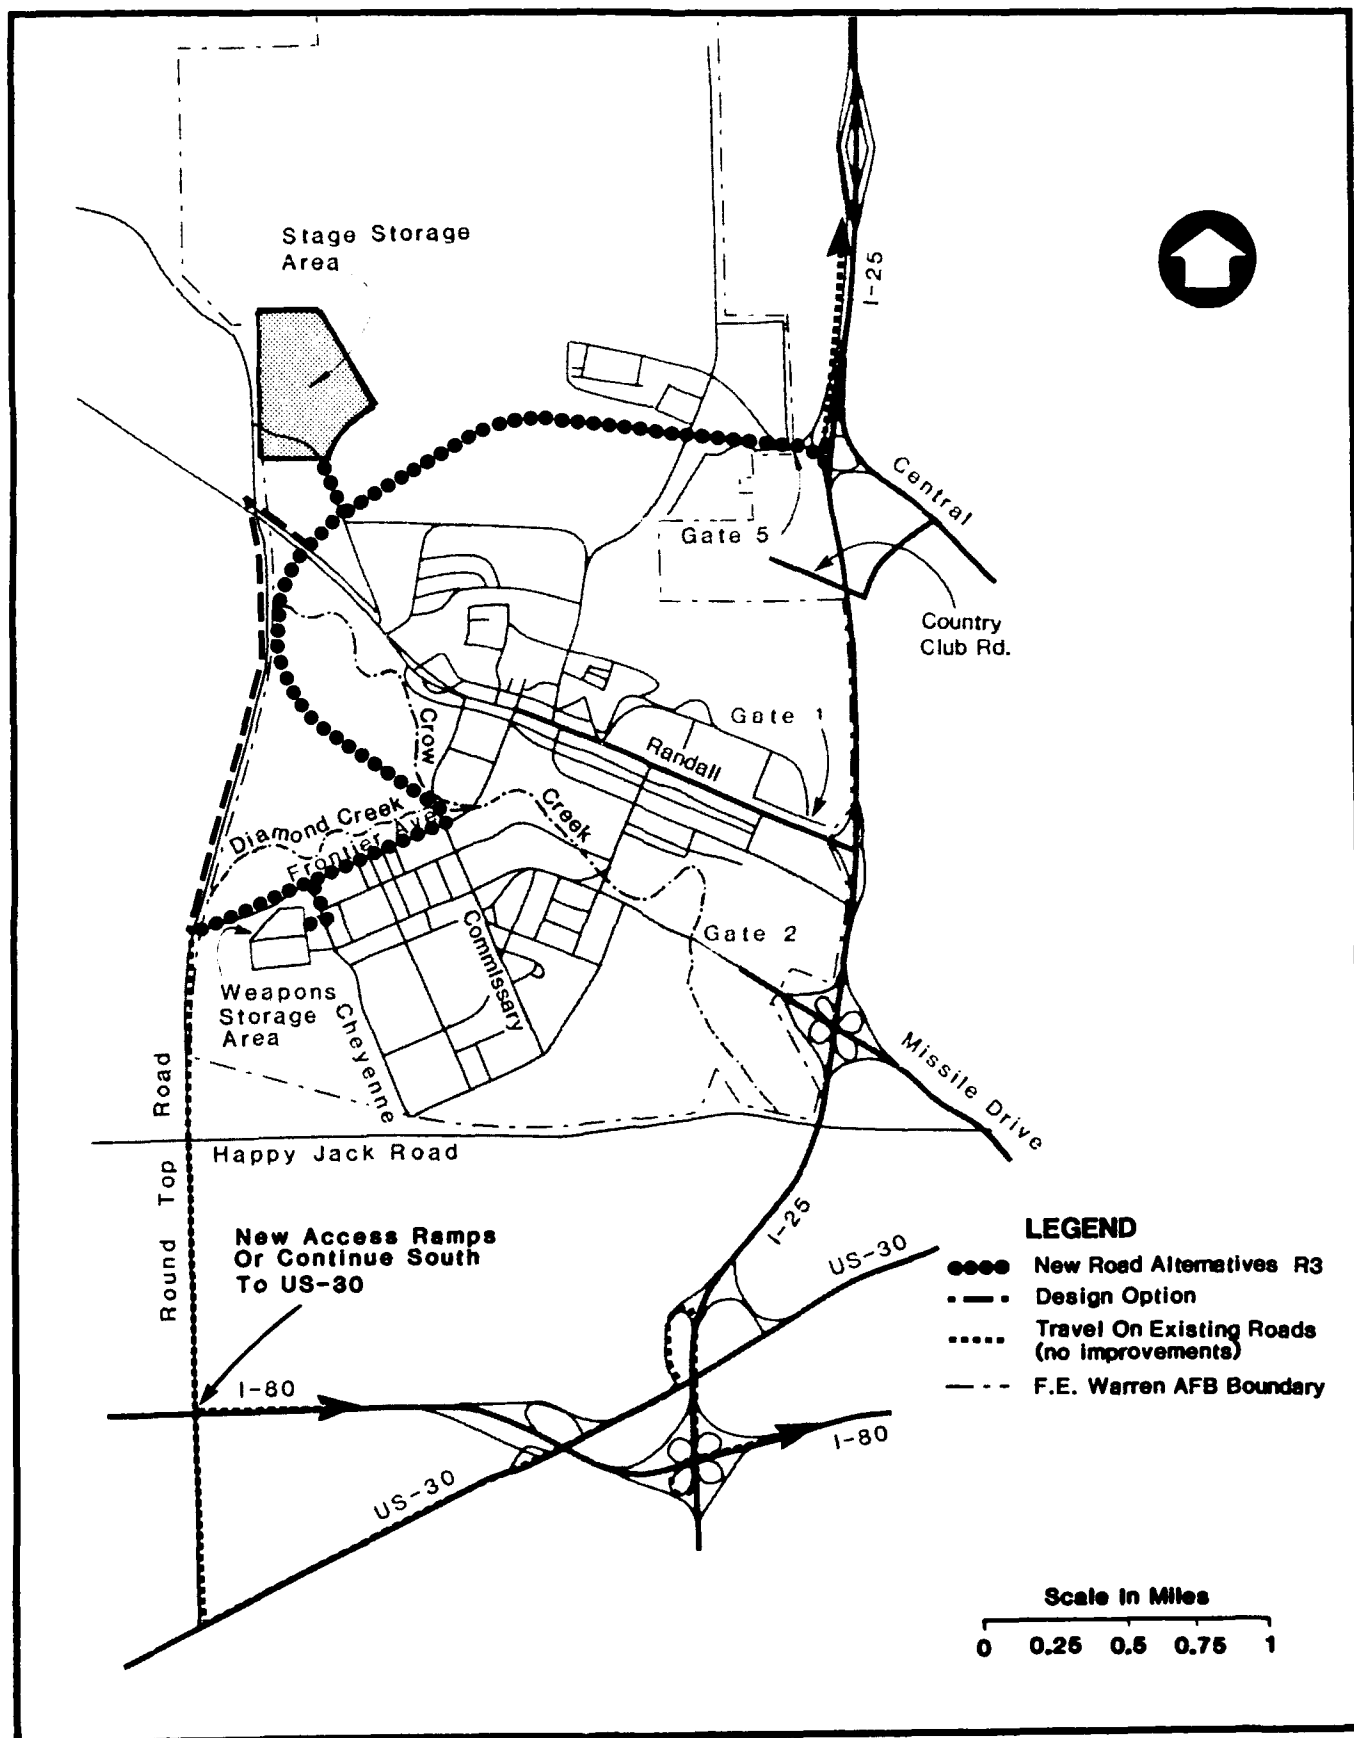 Stage Storage
Area
I-25
Central
Gate 5
Country
Club Rd.
Gate 1
Randall
Crow
Creek
Diamond Creek
Frontier Ave
Gate 2
Commissary
Weapons
Storage
Area
Cheyenne
Missile Drive
Round Top Road
Happy Jack Road
I-25
New Access Ramps
Or Continue South
To US-30
US-30
I-80
I-80
US-30
LEGEND
New Road Alternatives R3
Design Option
Travel On Existing Roads
(no improvements)
F.E. Warren AFB Boundary
Scale In Miles
0 0.25 0.5 0.75 1